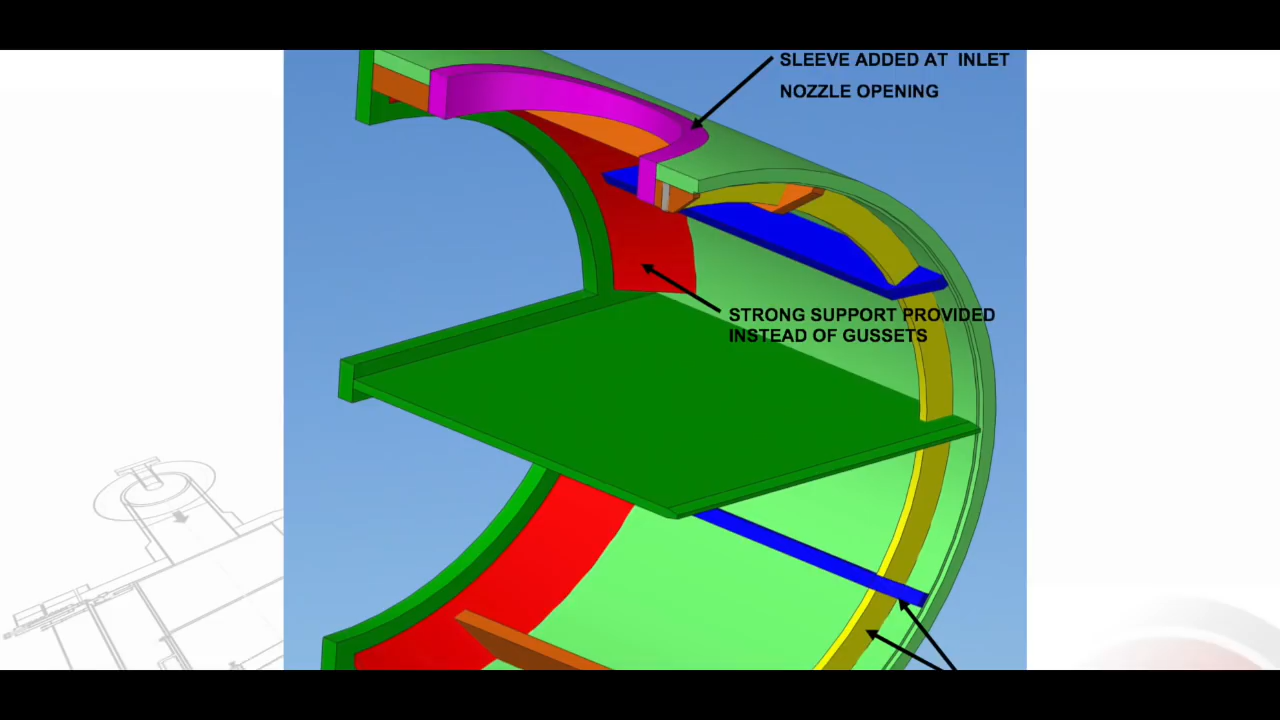 SLEEVE ADDED AT INLET
NOZZLE OPENING
STRONG SUPPORT PROVIDED
INSTEAD OF GUSSETS